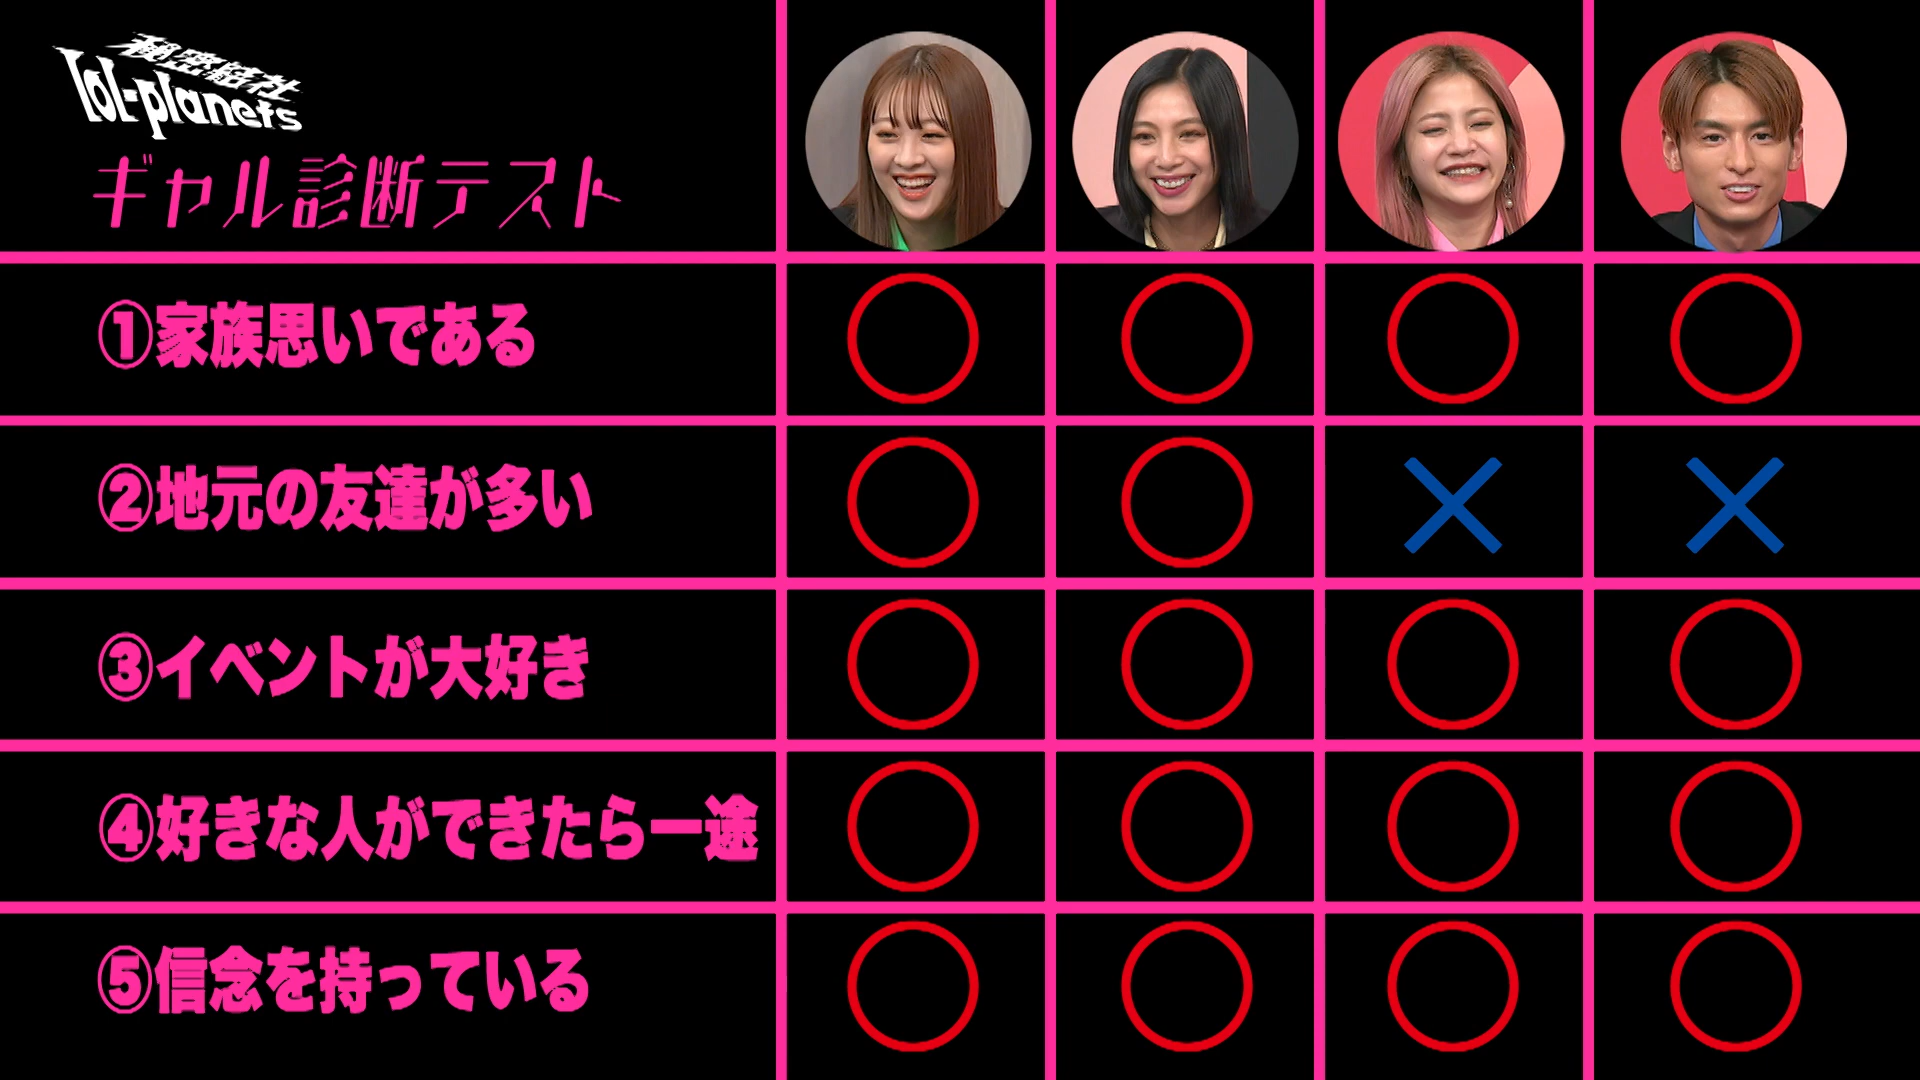 秘密結社
lol-planets
ギャル診断テスト
①家族思いである
②地元の友達が多い
③イベントが大好き
④好きな人ができたら一途
⑤信念を持っている